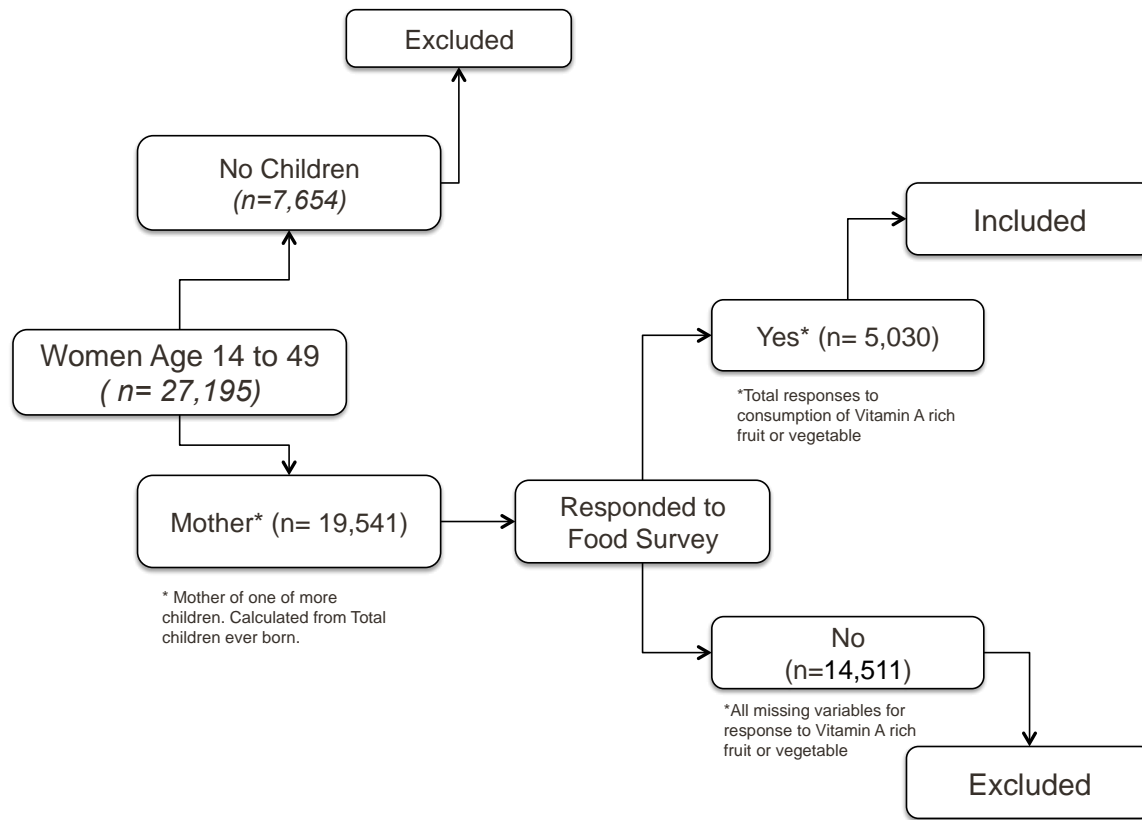 Excluded
No Children
(n=7,654)
Included
Women Age 14 to 49
( n= 27,195)
Yes* (n= 5,030)
*Total responses to
consumption of Vitamin A rich
fruit or vegetable
Mother* (n= 19,541)
Responded to
Food Survey
* Mother of one of more
children. Calculated from Total
children ever born.
No
(n=14,511)
*All missing variables for
response to Vitamin A rich
fruit or vegetable
Excluded